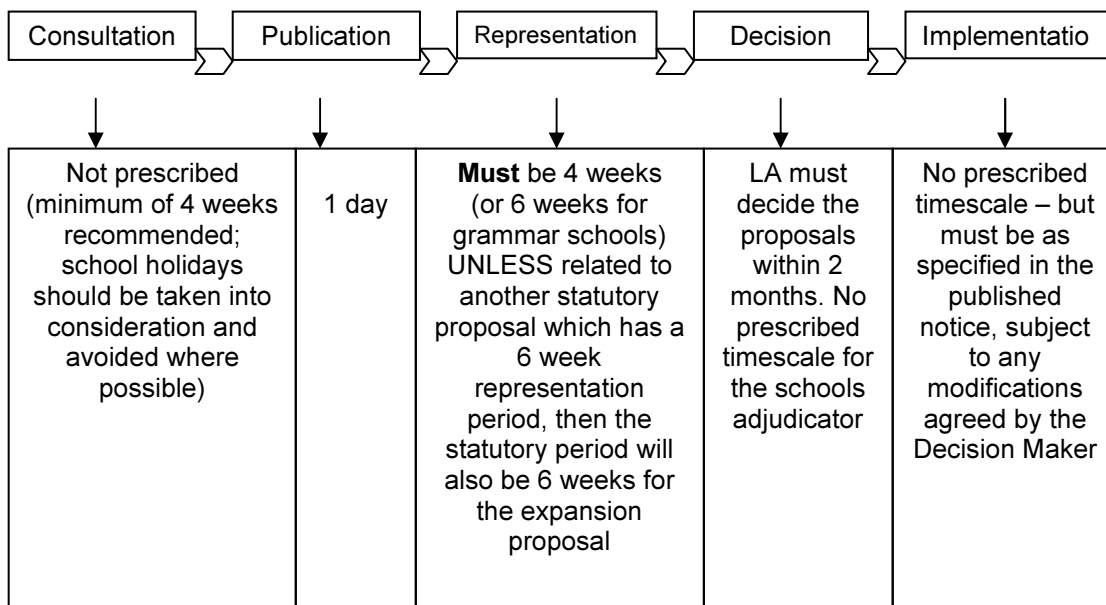 Consultation
Publication
Representation
Decision
Implementatio
Not prescribed
(minimum of 4 weeks
recommended;
school holidays
should be taken into
consideration and
avoided where
possible)
1 day
Must be 4 weeks
(or 6 weeks for
grammar schools)
UNLESS related to
another statutory
proposal which has a
6 week
representation
period, then the
statutory period will
also be 6 weeks for
the expansion
proposal
LA must
decide the
proposals
within 2
months. No
prescribed
timescale for
the schools
adjudicator
No prescribed
timescale – but
must be as
specified in the
published
notice, subject
to any
modifications
agreed by the
Decision Maker